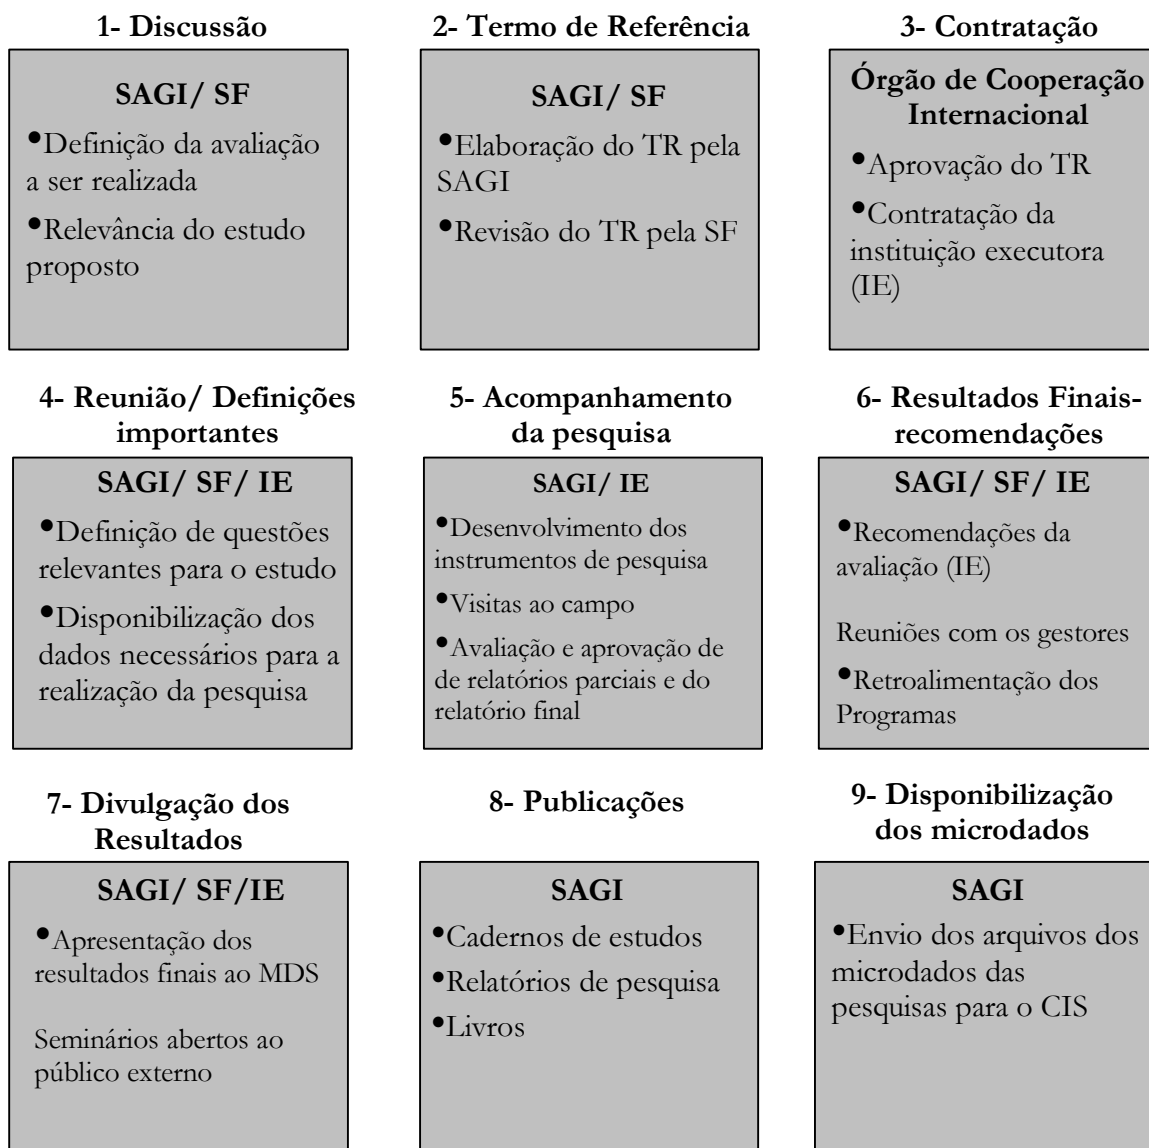 1- Discussão
SAGI/ SF
•Definição da avaliação
a ser realizada
•Relevância do estudo
proposto
2- Termo de Referência
SAGI/ SF
•Elaboração do TR pela
SAGI
•Revisão do TR pela SF
3- Contratação
Órgão de Cooperação
Internacional
•Aprovação do TR
•Contratação da
instituição executora
(IE)
4- Reunião/ Definições
importantes
SAGI/ SF/ IE
•Definição de questões
relevantes para o estudo
•Disponibilização dos
dados necessários para a
realização da pesquisa
5- Acompanhamento
da pesquisa
SAGI/ IE
•Desenvolvimento dos
instrumentos de pesquisa
•Visitas ao campo
•Avaliação e aprovação de
de relatórios parciais e do
relatório final
6- Resultados Finais-
recomendações
SAGI/ SF/ IE
•Recomendações da
avaliação (IE)
Reuniões com os gestores
•Retroalimentação dos
Programas
7- Divulgação dos
Resultados
SAGI/ SF/IE
•Apresentação dos
resultados finais ao MDS
Seminários abertos ao
público externo
8- Publicações
SAGI
•Cadernos de estudos
•Relatórios de pesquisa
•Livros
9- Disponibilização
dos microdados
SAGI
•Envio dos arquivos dos
microdados das
pesquisas para o CIS